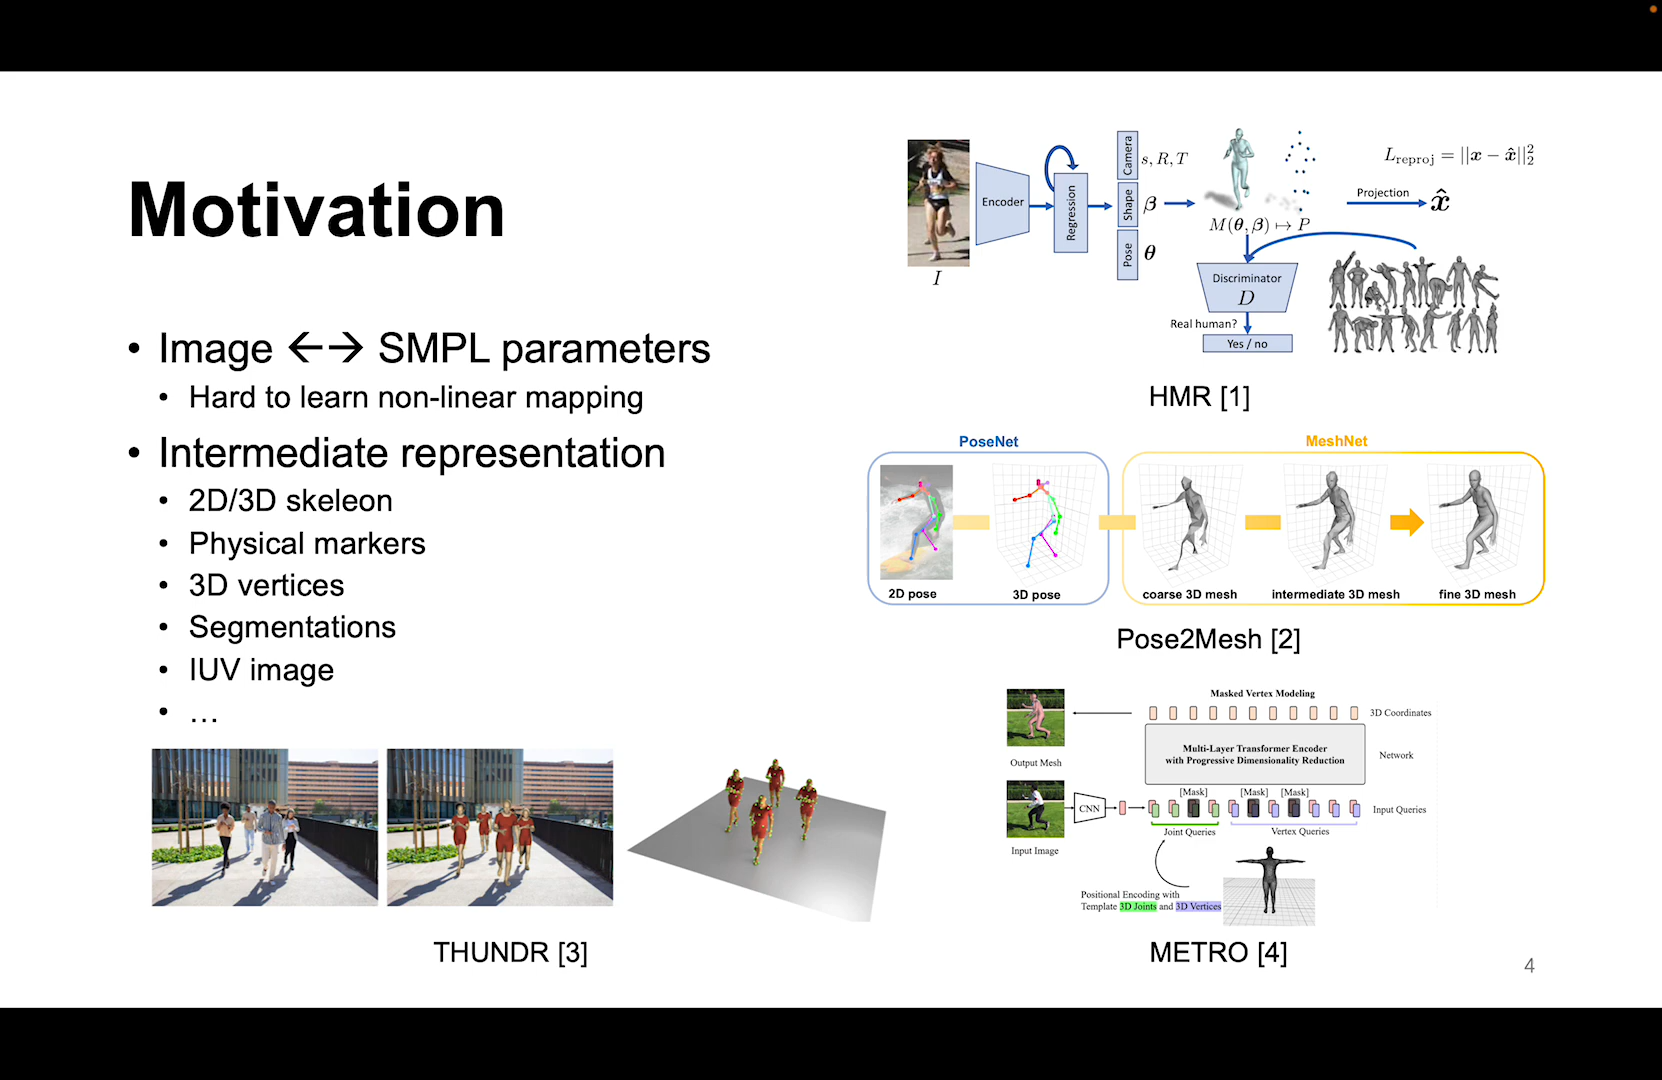 Motivation
• Image ←→ SMPL parameters
• Hard to learn non-linear mapping
• Intermediate representation
• 2D/3D skeleon
• Physical markers
• 3D vertices
• Segmentations
• IUV image
• …
THUNDR [3]
I
Encoder
Regression
Camera
Shape
Pose
s, R, T
β
θ
M(θ, β) ↦ P
L_reproj = ||x − x̂||₂²
Projection
x̂
Discriminator
D
Real human?
Yes / no
HMR [1]
PoseNet
MeshNet
2D pose
3D pose
coarse 3D mesh
intermediate 3D mesh
fine 3D mesh
Pose2Mesh [2]
Masked Vertex Modeling
3D Coordinates
Output Mesh
Multi-Layer Transformer Encoder
with Progressive Dimensionality Reduction
Network
[Mask]
[Mask]
[Mask]
CNN
Input Queries
Input Image
Joint Queries
Vertex Queries
Positional Encoding with
Template 3D Joints and 3D Vertices
METRO [4]
4